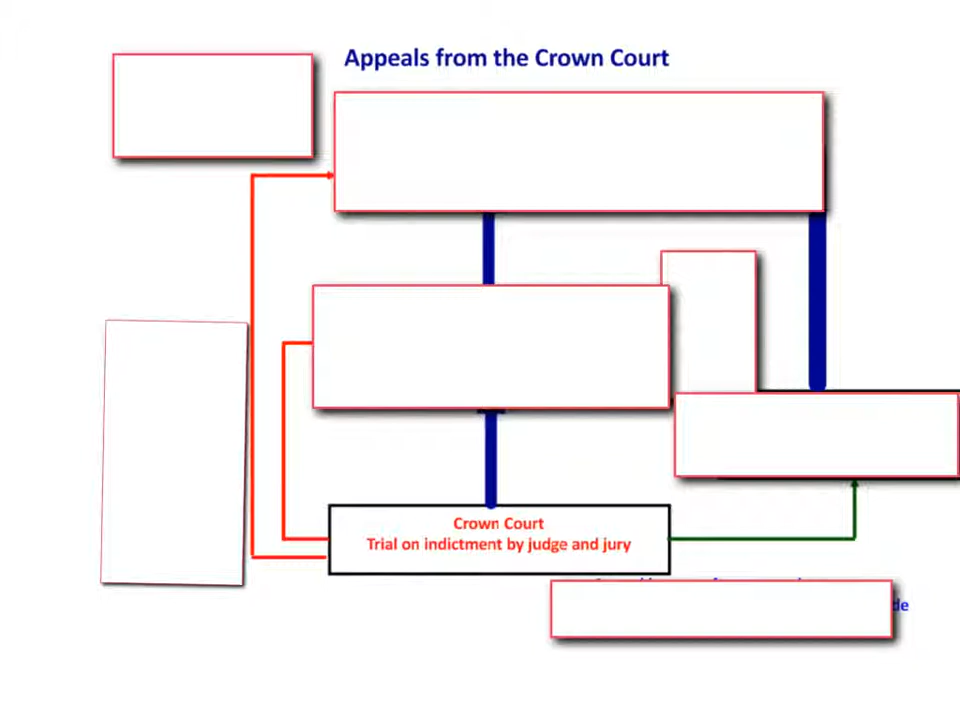 Appeals from the Crown Court
Crown Court
Trial on indictment by judge and jury